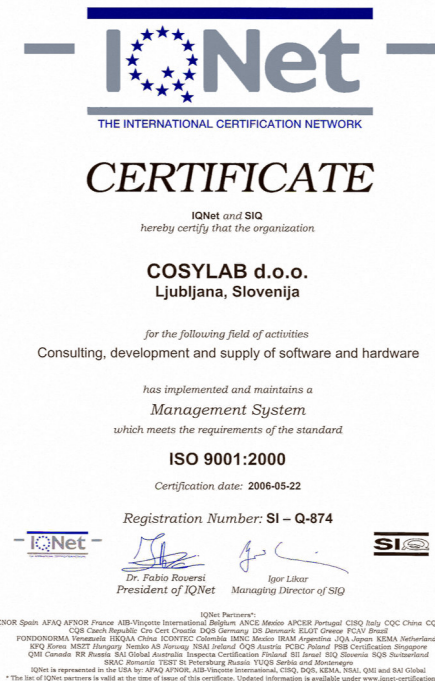 IQNet
THE INTERNATIONAL CERTIFICATION NETWORK
CERTIFICATE
IQNet and SIQ
hereby certify that the organization
COSYLAB d.o.o.
Ljubljana, Slovenija
for the following field of activities
Consulting, development and supply of software and hardware
has implemented and maintains a
Management System
which meets the requirements of the standard
ISO 9001:2000
Certification date: 2006-05-22
Registration Number: SI – Q-874
IQNet
SIQ
Dr. Fabio Roversi
Igor Likar
President of IQNet
Managing Director of SIQ
IQNet Partners*:
NOR Spain AFAQ AFNOR France AIB-Vinçotte International Belgium ANCE Mexico APCER Portugal CISQ Italy CQC China CQ
CQS Czech Republic Cro Cert Croatia DQS Germany DS Denmark ELOT Greece FCAV Brazil
FONDONORMA Venezuela HKQAA China ICONTEC Colombia IMNC Mexico IRAM Argentina JQA Japan KEMA Netherland
KFQ Korea MSZT Hungary Nemko AS Norway NSAI Ireland ÖQS Austria PCBC Poland PSB Certification Singapore
QMI Canada RR Russia SAI Global Australia Inspecta Certification Finland SII Israel SIQ Slovenia SQS Switzerland
SRAC Romania TEST St Petersburg Russia YUQS Serbia and Montenegro
IQNet is represented in the USA by: AFAQ AFNOR, AIB-Vinçotte International, CISQ, DQS, KEMA, NSAI, QMI and SAI Global
* The list of IQNet partners is valid at the time of issue of this certificate. Updated information is available under www.iqnet-certification